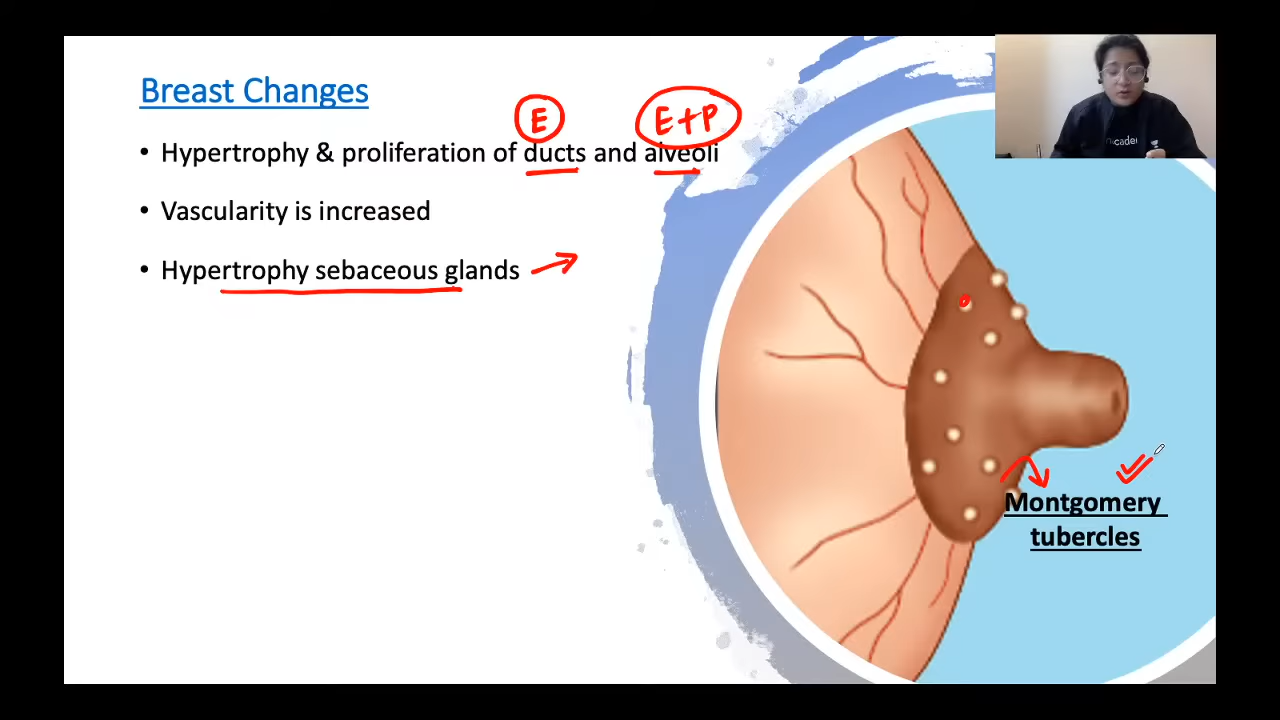 Breast Changes
E E+P
• Hypertrophy & proliferation of ducts and alveoli
• Vascularity is increased
• Hypertrophy sebaceous glands
Montgomery
tubercles